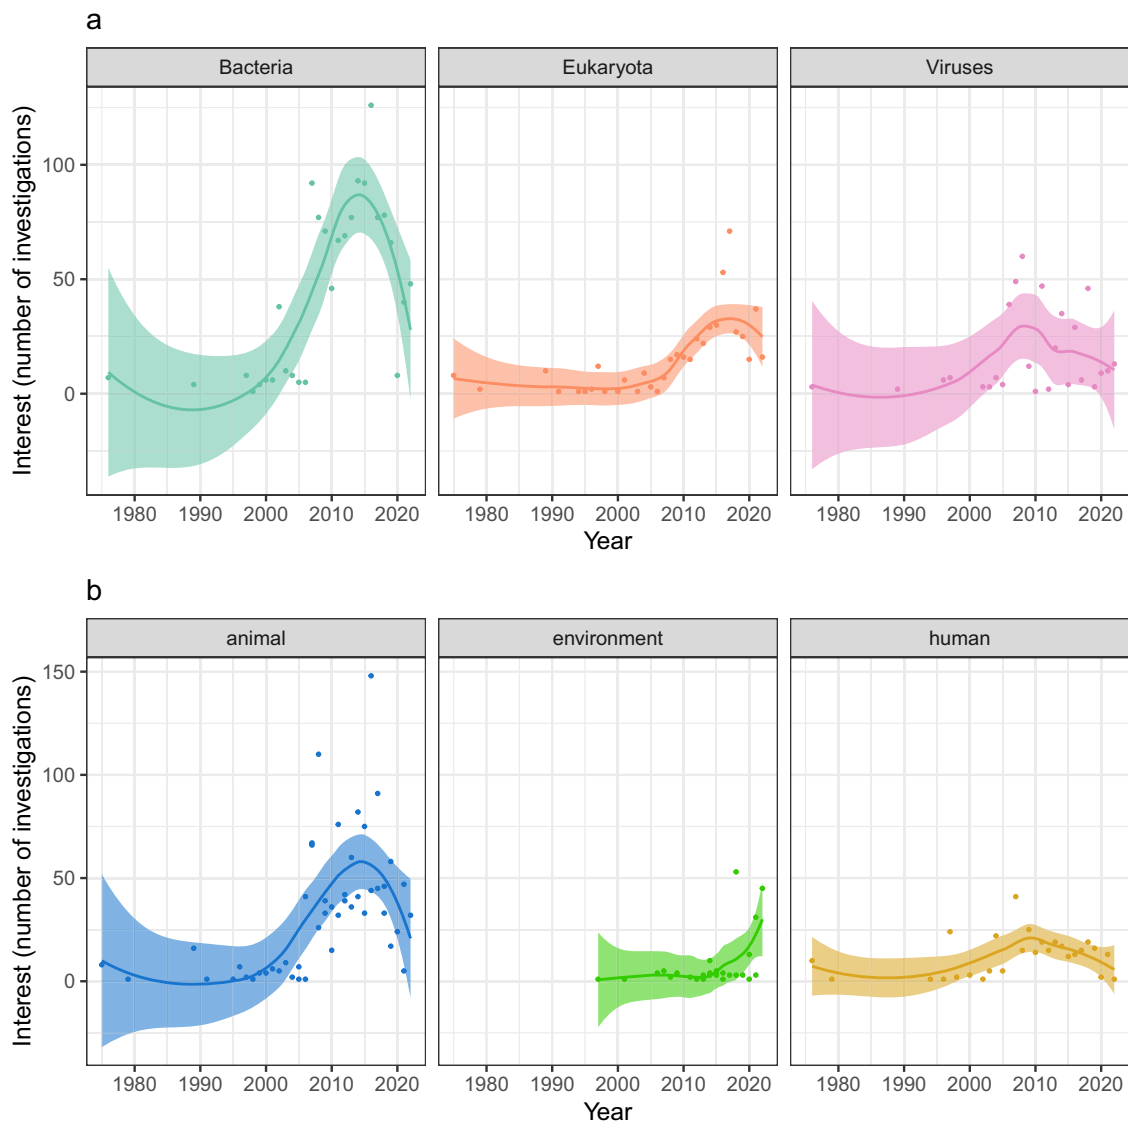 a
Bacteria Eukaryota Viruses
Interest (number of investigations)
100
50
0
1980 1990 2000 2010 2020 1980 1990 2000 2010 2020 1980 1990 2000 2010 2020
Year
b
animal environment human
Interest (number of investigations)
150
100
50
0
1980 1990 2000 2010 2020 1980 1990 2000 2010 2020 1980 1990 2000 2010 2020
Year